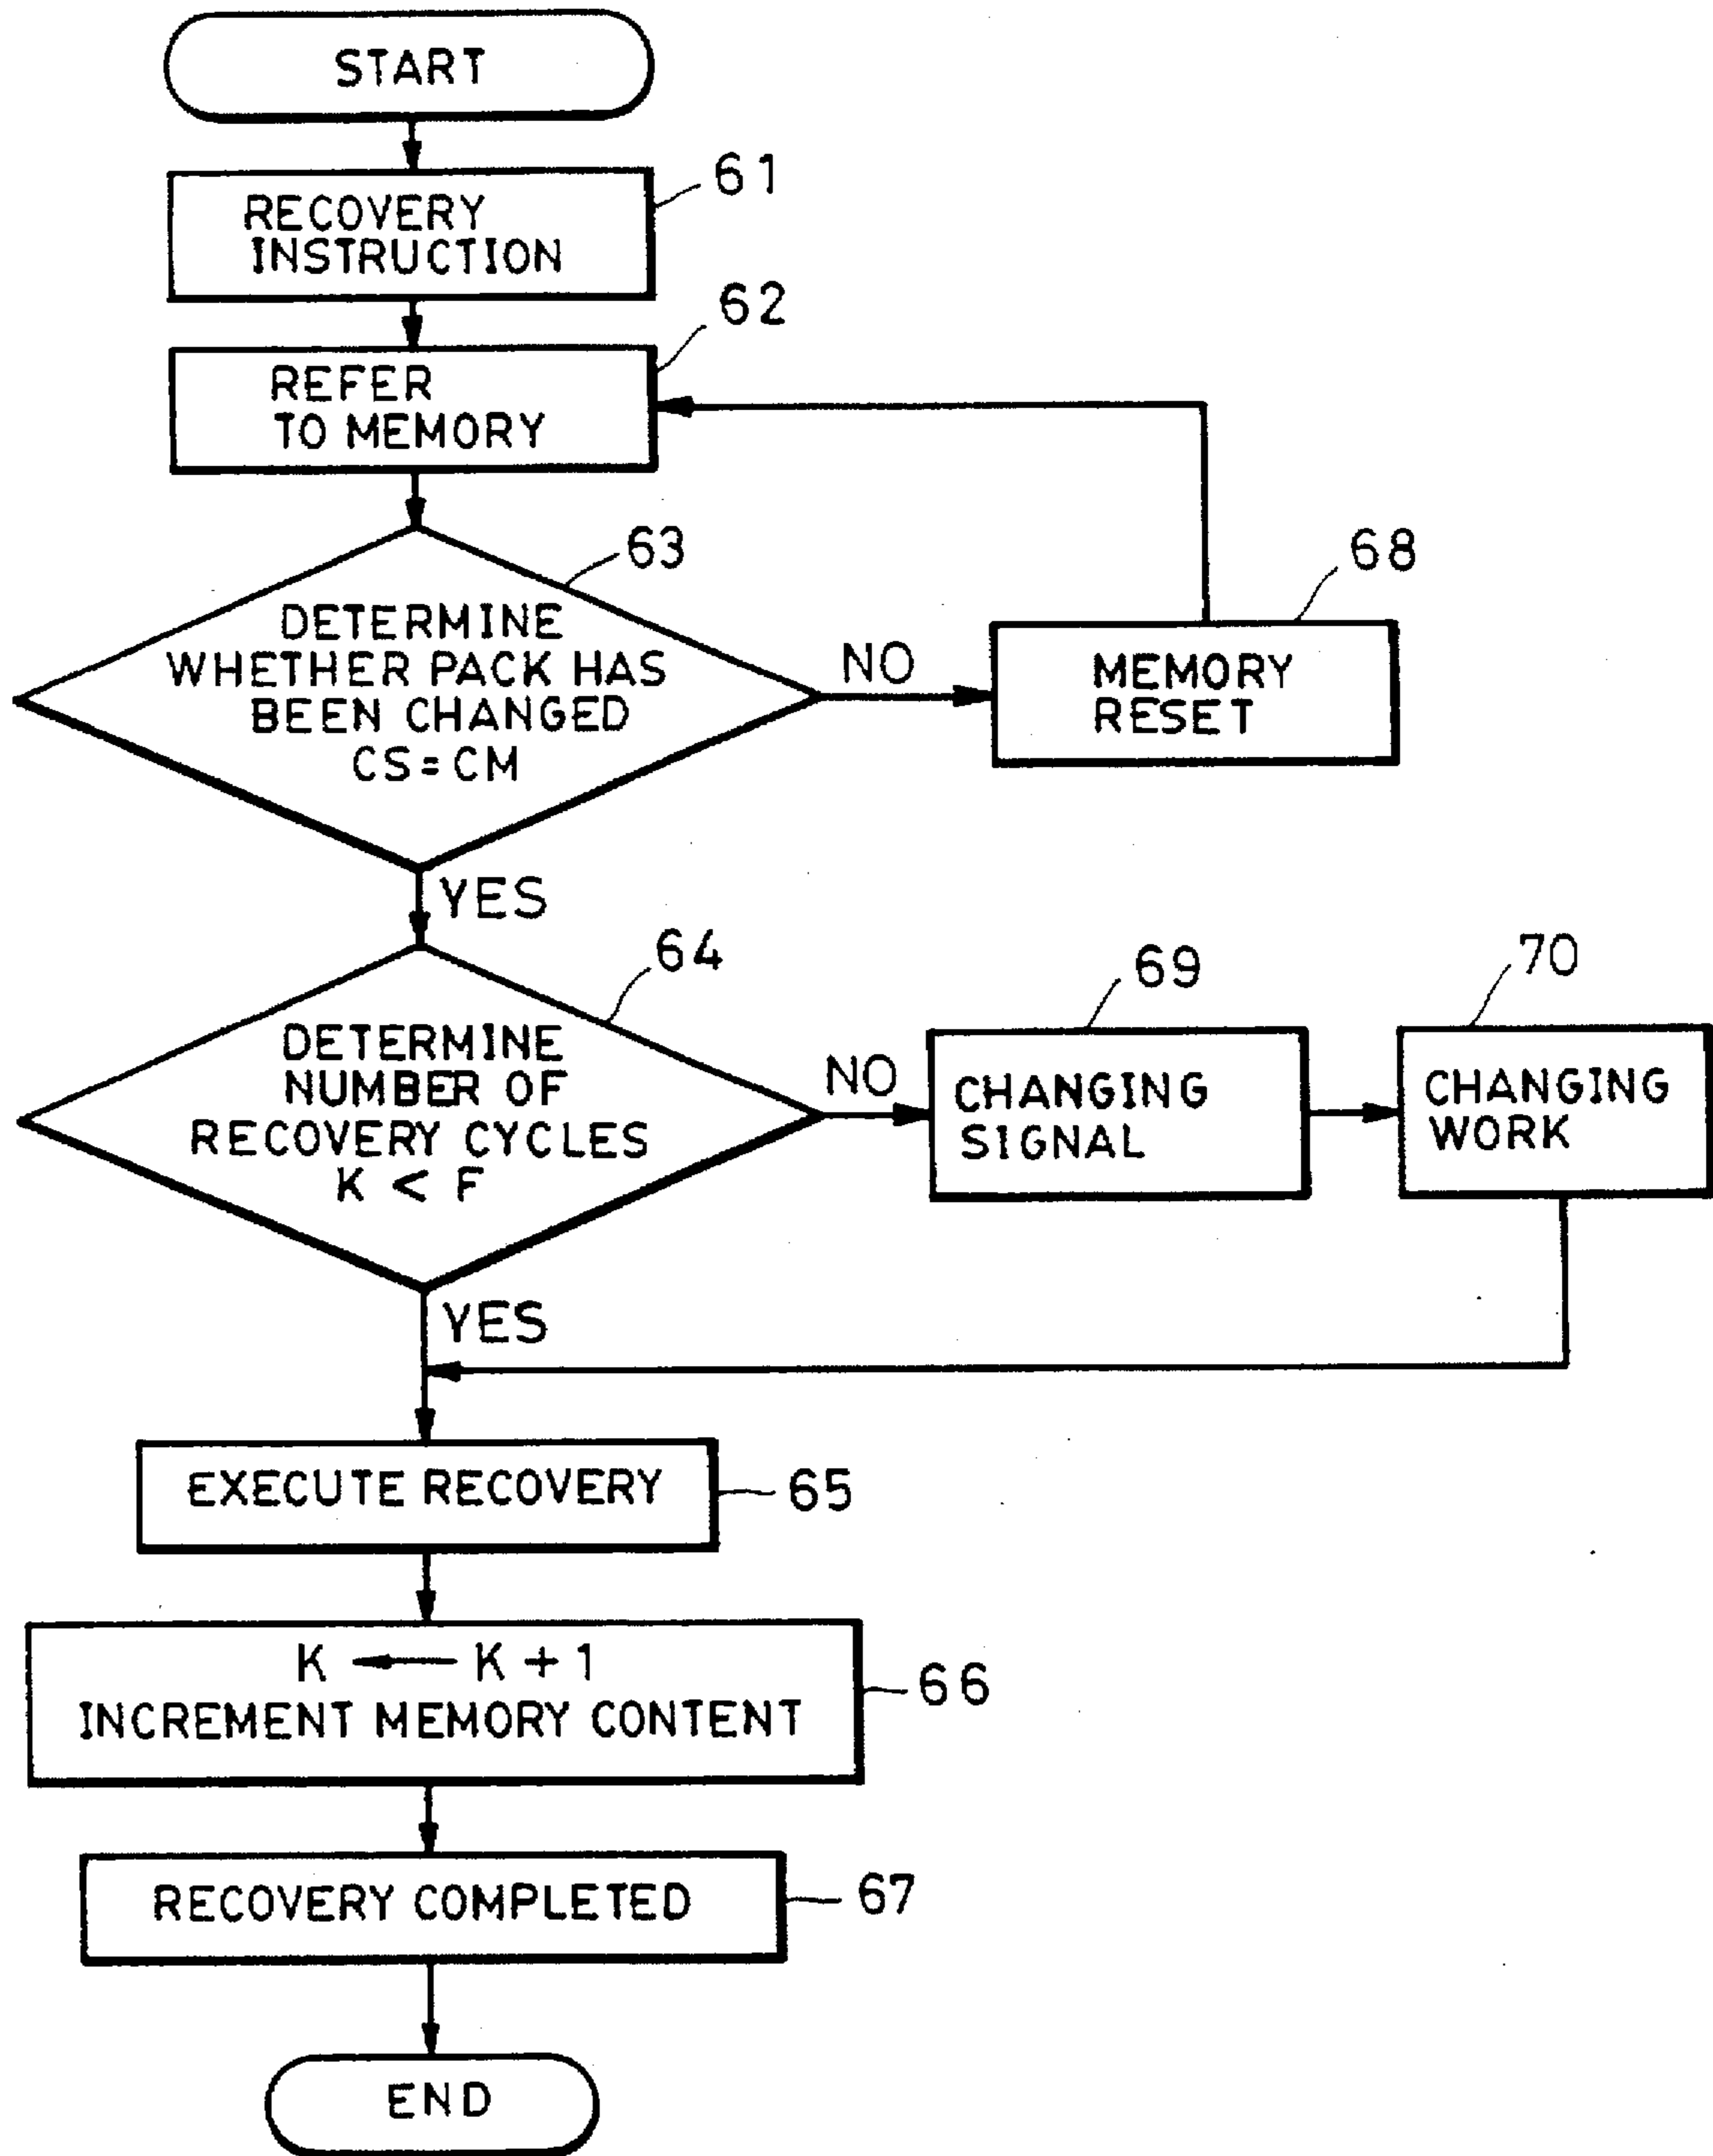 START
61
RECOVERY
INSTRUCTION
62
REFER
TO MEMORY
63
DETERMINE
WHETHER PACK HAS
BEEN CHANGED
CS=CM
NO
68
MEMORY
RESET
YES
64
DETERMINE
NUMBER OF
RECOVERY CYCLES
K < F
NO
69
CHANGING
SIGNAL
70
CHANGING
WORK
YES
EXECUTE RECOVERY
65
K ← K + 1
INCREMENT MEMORY CONTENT
66
RECOVERY COMPLETED
67
END